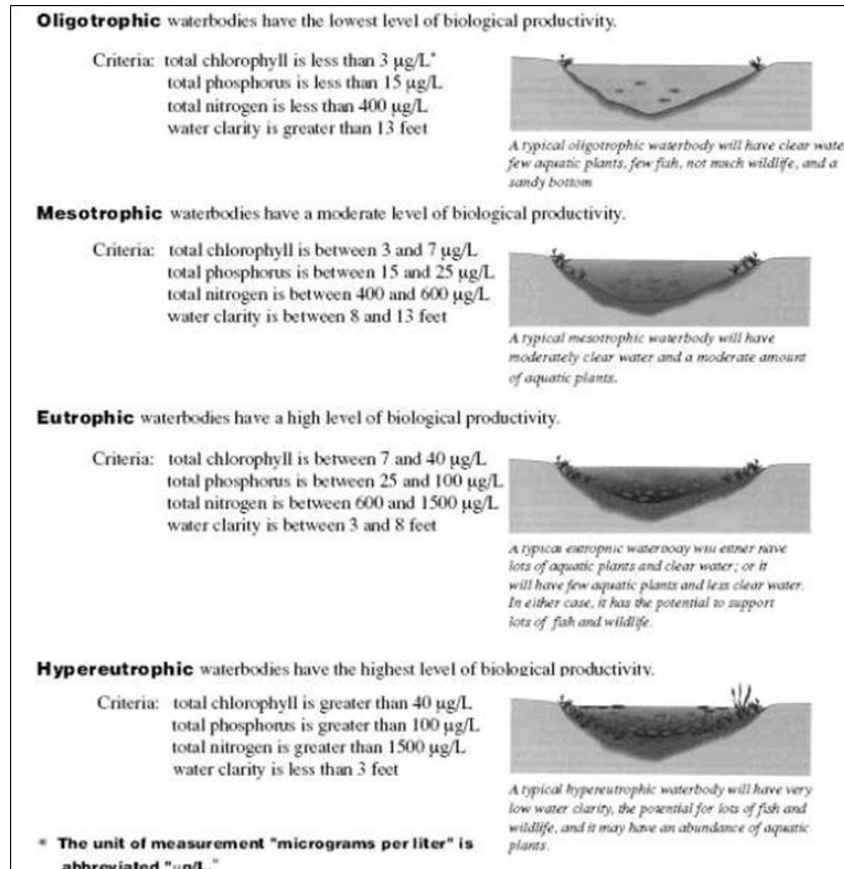 Oligotrophic waterbodies have the lowest level of biological productivity.
Criteria: total chlorophyll is less than 3 µg/L*
total phosphorus is less than 15 µg/L
total nitrogen is less than 400 µg/L
water clarity is greater than 13 feet
A typical oligotrophic waterbody will have clear wate
few aquatic plants, few fish, not much wildlife, and a
sandy bottom
Mesotrophic waterbodies have a moderate level of biological productivity.
Criteria: total chlorophyll is between 3 and 7 µg/L
total phosphorus is between 15 and 25 µg/L
total nitrogen is between 400 and 600 µg/L
water clarity is between 8 and 13 feet
A typical mesotrophic waterbody will have
moderately clear water and a moderate amount
of aquatic plants.
Eutrophic waterbodies have a high level of biological productivity.
Criteria: total chlorophyll is between 7 and 40 µg/L
total phosphorus is between 25 and 100 µg/L
total nitrogen is between 600 and 1500 µg/L
water clarity is between 3 and 8 feet
A typical eutrophic waterbody will either have
lots of aquatic plants and clear water; or it
will have few aquatic plants and less clear water.
In either case, it has the potential to support
lots of fish and wildlife.
Hypereutrophic waterbodies have the highest level of biological productivity.
Criteria: total chlorophyll is greater than 40 µg/L
total phosphorus is greater than 100 µg/L
total nitrogen is greater than 1500 µg/L
water clarity is less than 3 feet
A typical hypereutrophic waterbody will have very
low water clarity, the potential for lots of fish and
wildlife, and it may have an abundance of aquatic
plants.
* The unit of measurement "micrograms per liter" is
abbreviated "µg/L."